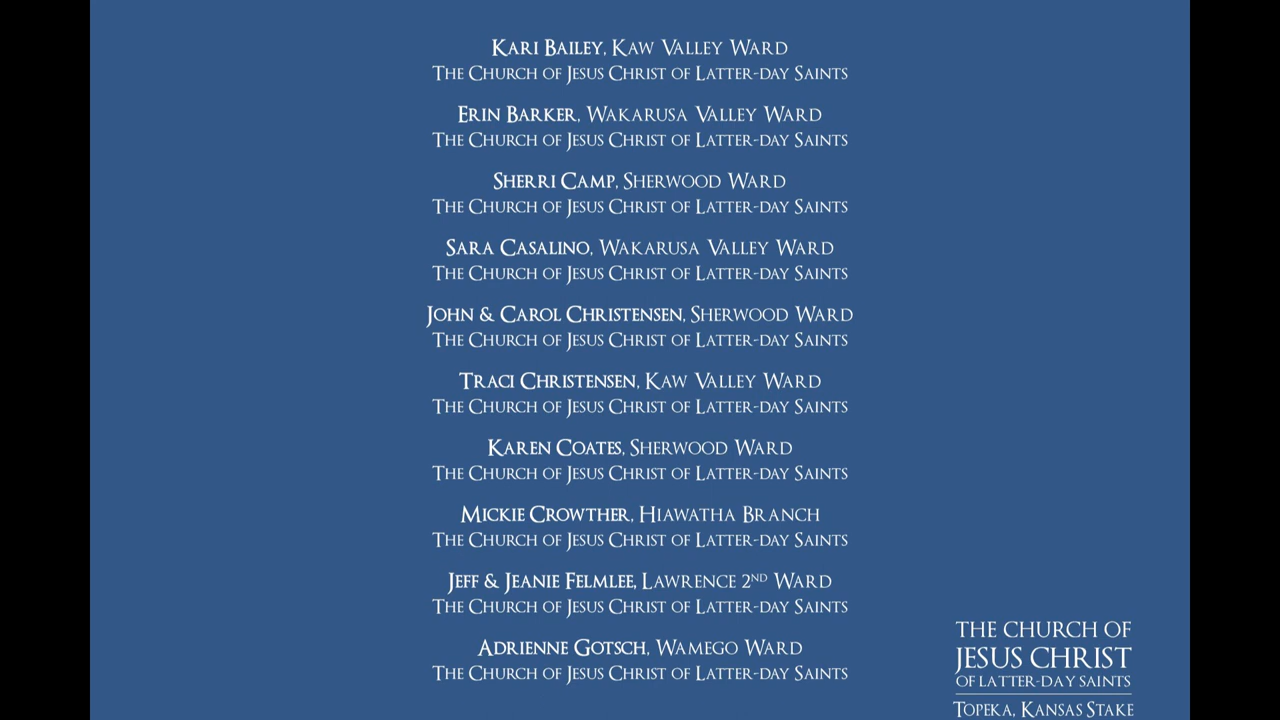 Kari Bailey, Kaw Valley Ward
The Church of Jesus Christ of Latter-day Saints
Erin Barker, Wakarusa Valley Ward
The Church of Jesus Christ of Latter-day Saints
Sherri Camp, Sherwood Ward
The Church of Jesus Christ of Latter-day Saints
Sara Casalino, Wakarusa Valley Ward
The Church of Jesus Christ of Latter-day Saints
John & Carol Christensen, Sherwood Ward
The Church of Jesus Christ of Latter-day Saints
Traci Christensen, Kaw Valley Ward
The Church of Jesus Christ of Latter-day Saints
Karen Coates, Sherwood Ward
The Church of Jesus Christ of Latter-day Saints
Mickie Crowther, Hiawatha Branch
The Church of Jesus Christ of Latter-day Saints
Jeff & Jeanie Felmlee, Lawrence 2nd Ward
The Church of Jesus Christ of Latter-day Saints
Adrienne Gotsch, Wamego Ward
The Church of Jesus Christ of Latter-day Saints
THE CHURCH OF
JESUS CHRIST
OF LATTER-DAY SAINTS
Topeka, Kansas Stake